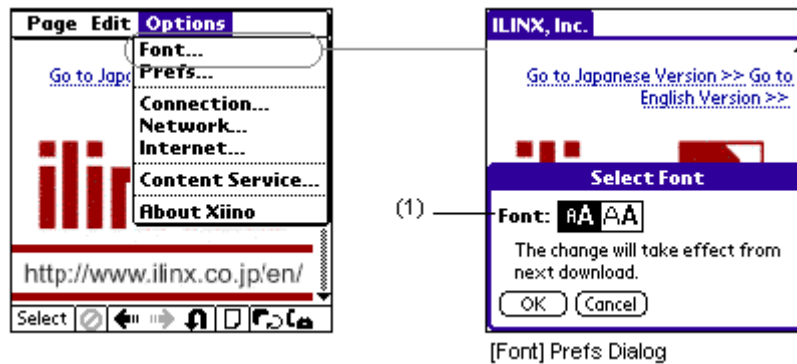 Page Edit Options
Font...
Go to Jap
Prefs...
Connection...
Network...
Internet...
Content Service...
About Xiino
ilin
http://www.ilinx.co.jp/en/
Select
ILINX, Inc.
Go to Japanese Version >> Go to
English Version >>
Select Font
(1)
Font: AA AA
The change will take effect from
next download.
OK Cancel
[Font] Prefs Dialog